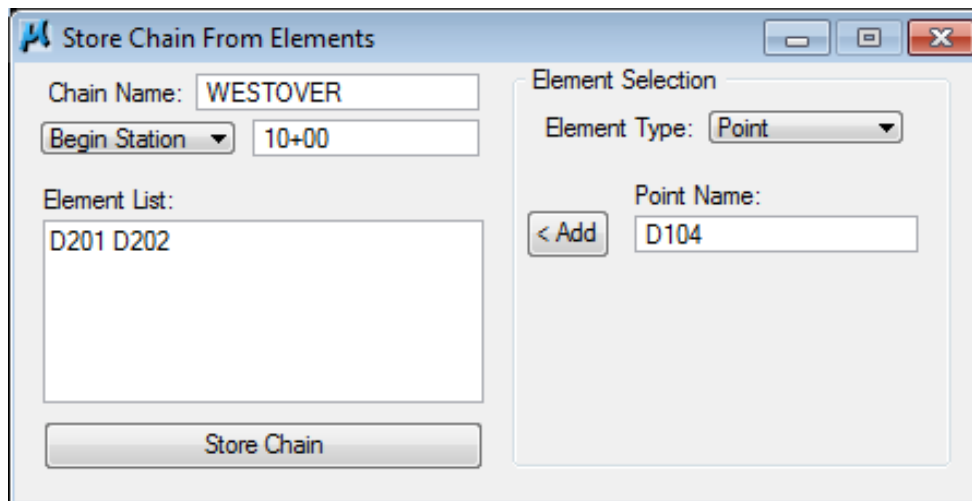 Store Chain From Elements
Chain Name: WESTOVER
Begin Station 10+00
Element List:
D201 D202
Store Chain
Element Selection
Element Type: Point
Point Name:
< Add D104